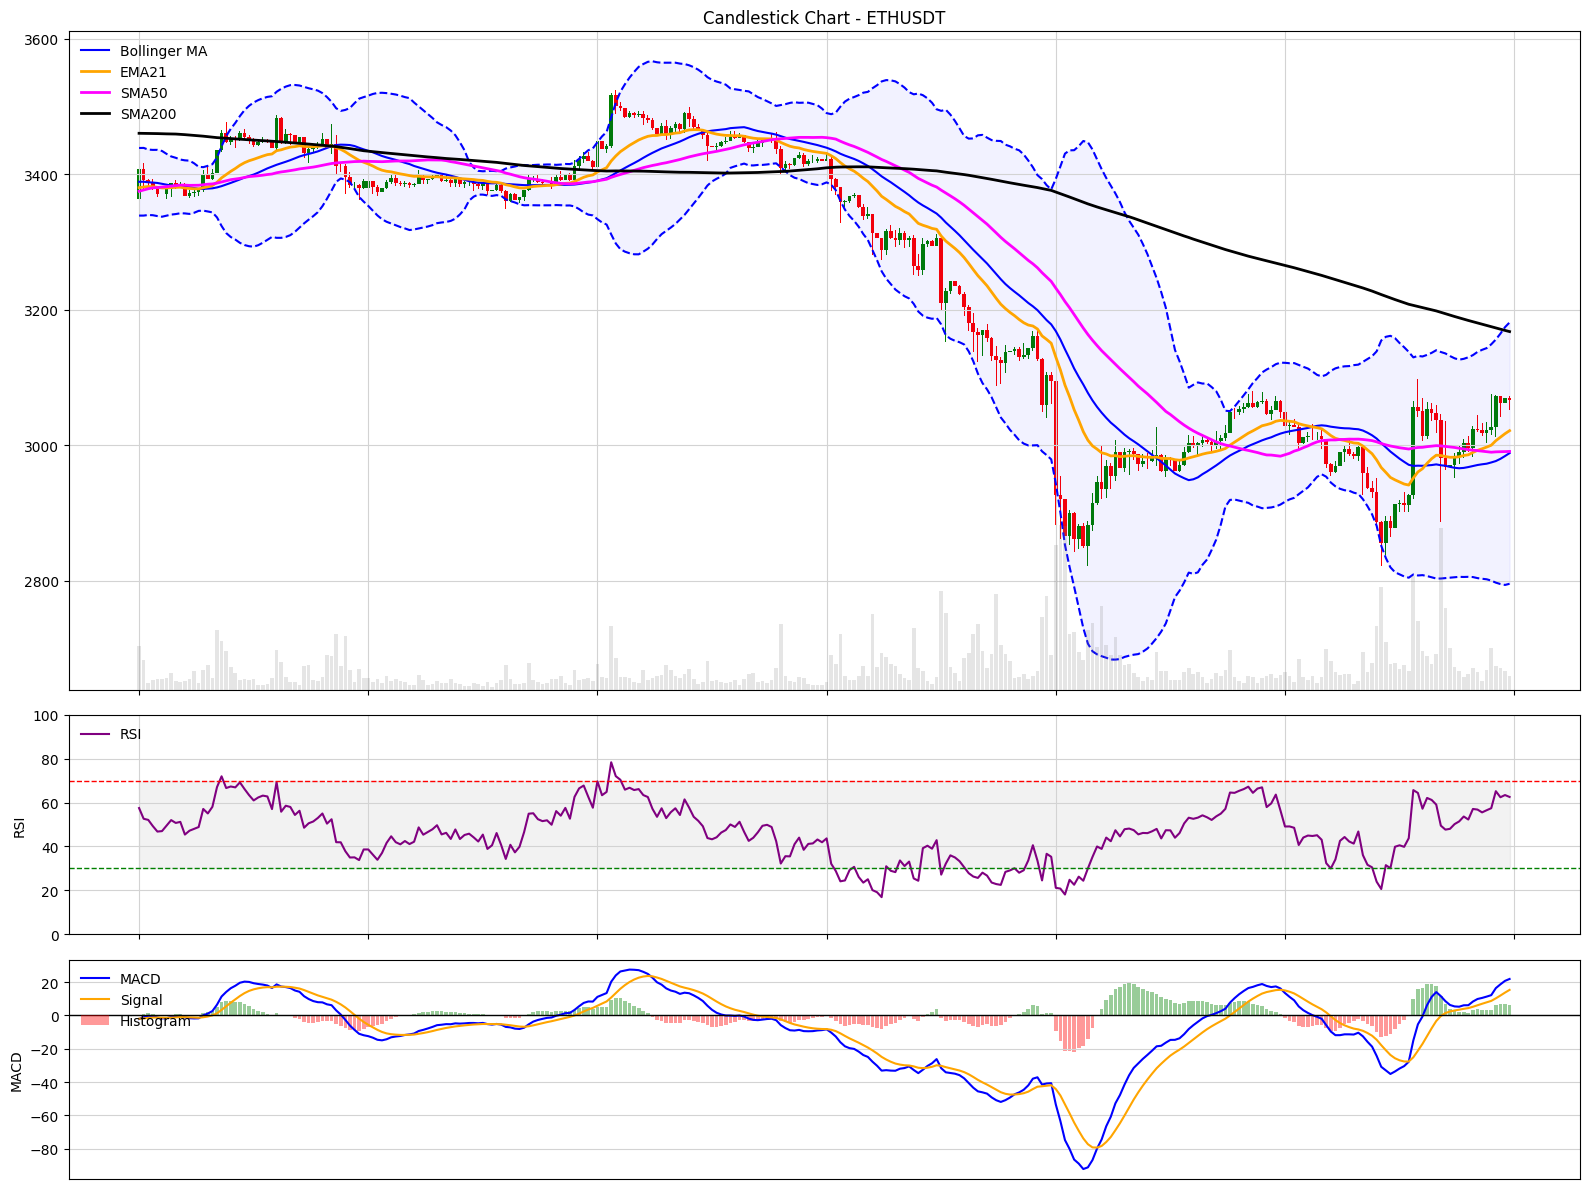 Candlestick Chart - ETHUSDT
3600
3400
3200
3000
2800
Bollinger MA
EMA21
SMA50
SMA200
100
80
60
40
20
0
RSI
RSI
20
0
−20
−40
−60
−80
MACD
MACD
Signal
Histogram